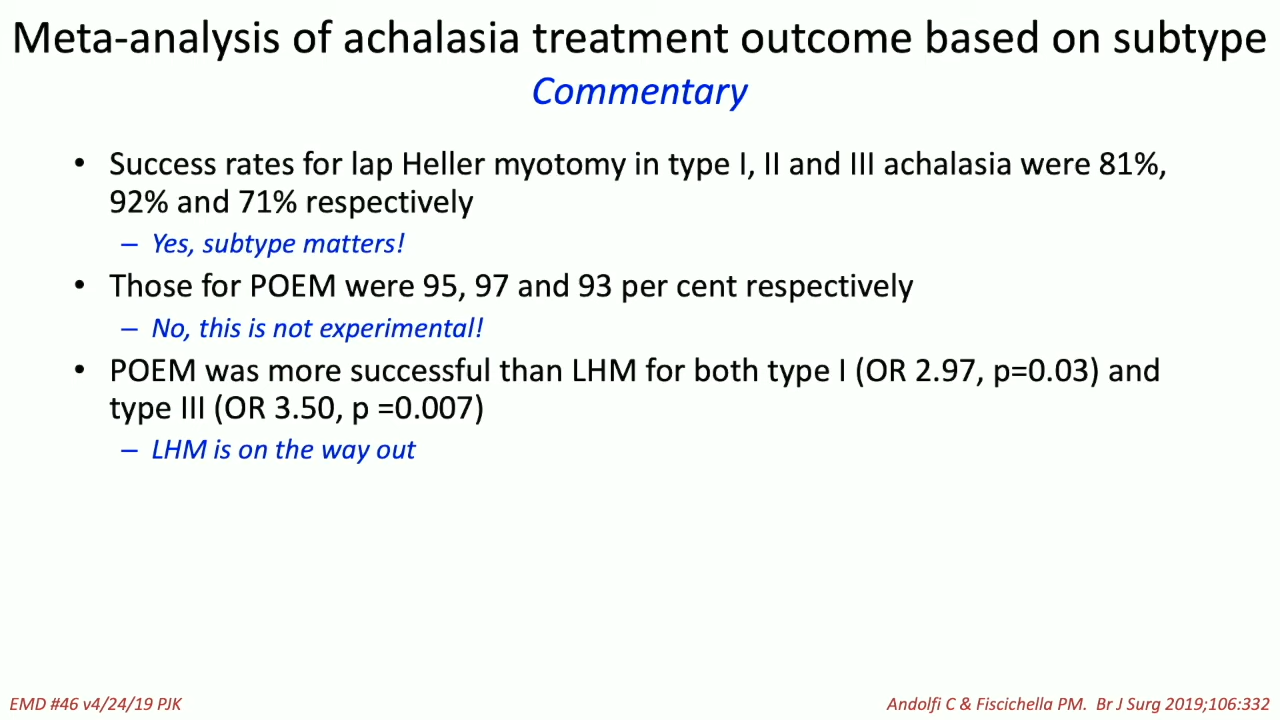 Meta-analysis of achalasia treatment outcome based on subtype
Commentary
• Success rates for lap Heller myotomy in type I, II and III achalasia were 81%,
92% and 71% respectively
– Yes, subtype matters!
• Those for POEM were 95, 97 and 93 per cent respectively
– No, this is not experimental!
• POEM was more successful than LHM for both type I (OR 2.97, p=0.03) and
type III (OR 3.50, p =0.007)
– LHM is on the way out
EMD #46 v4/24/19 PJK
Andolfi C & Fiscichella PM. Br J Surg 2019;106:332